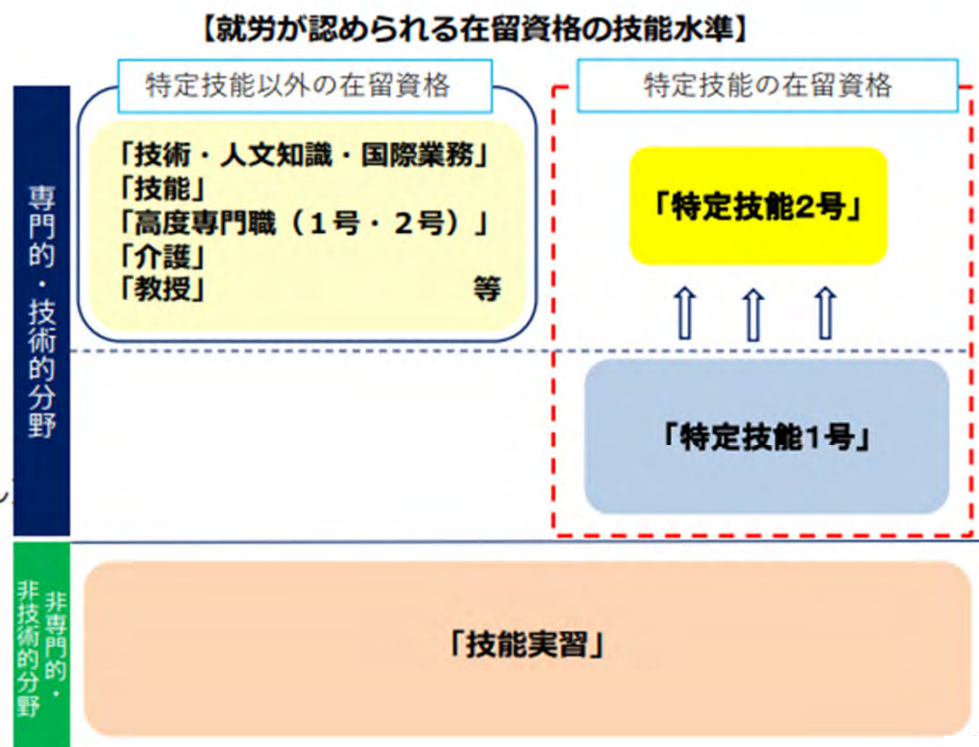 【就労が認められる在留資格の技能水準】
特定技能以外の在留資格
特定技能の在留資格
専門的・技術的分野
「技術・人文知識・国際業務」
「技能」
「高度専門職（１号・２号）」
「介護」
「教授」 等
「特定技能2号」
「特定技能1号」
非専門的・
非技術的分野
「技能実習」